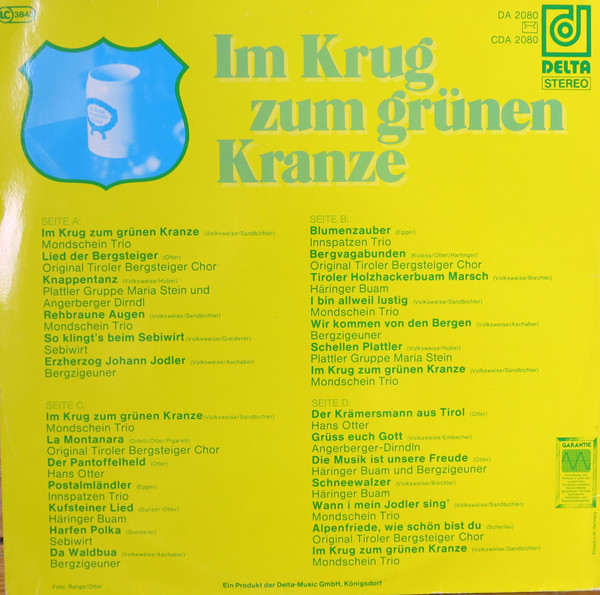 LC 3843
DA 2080
CDA 2080
DELTA
STEREO
Im Krug
zum grünen
Kranze
SEITE A:
Im Krug zum grünen Kranze (Volksweise/Sandbichler)
Mondschein Trio
Lied der Bergsteiger (Otter)
Original Tiroler Bergsteiger Chor
Knappentanz (Volksweise/Huber)
Plattler Gruppe Maria Stein und
Angerberger Dirndl
Rehbraune Augen (Volksweise/Sandbichler)
Mondschein Trio
So klingt's beim Sebiwirt (Volksweise/Greiderer)
Sebiwirt
Erzherzog Johann Jodler (Volksweise/Aschaber)
Bergzigeuner
SEITE B:
Blumenzauber (Egger)
Innspatzen Trio
Bergvagabunden (Kolesa/Otter/Hartinger)
Original Tiroler Bergsteiger Chor
Tiroler Holzhackerbuam Marsch (Volksweise/Biechler)
Häringer Buam
I bin allweil lustig (Volksweise/Sandbichler)
Mondschein Trio
Wir kommen von den Bergen (Volksweise/Aschaber)
Bergzigeuner
Schellen Plattler (Volksweise/Huber)
Plattler Gruppe Maria Stein
Im Krug zum grünen Kranze (Volksweise/Sandbichler)
Mondschein Trio
SEITE C:
Im Krug zum grünen Kranze (Volksweise/Sandbichler)
Mondschein Trio
La Montanara (Ortelli/Otter/Pigarelli)
Original Tiroler Bergsteiger Chor
Der Pantoffelheld (Otter)
Hans Otter
Postalmländler (Egger)
Innspatzen Trio
Kufsteiner Lied (Ganzer/Otter)
Häringer Buam
Harfen Polka (Greiderer)
Sebiwirt
Da Waldbua (Volksweise/Aschaber)
Bergzigeuner
SEITE D:
Der Krämersmann aus Tirol (Otter)
Hans Otter
Grüss euch Gott (Volksweise/Embacher)
Angerberger-Dirndln
Die Musik ist unsere Freude (Otter)
Häringer Buam und Bergzigeuner
Schneewalzer (Volksweise/Biechler)
Häringer Buam
Wann i mein Jodler sing' (Volksweise/Sandbichler)
Mondschein Trio
Alpenfriede, wie schön bist du (Scherllau)
Original Tiroler Bergsteiger Chor
Im Krug zum grünen Kranze (Volksweise/Sandbichler)
Mondschein Trio
GARANTIE
Foto: Renge/Otter
Ein Produkt der Delta-Music GmbH, Königsdorf